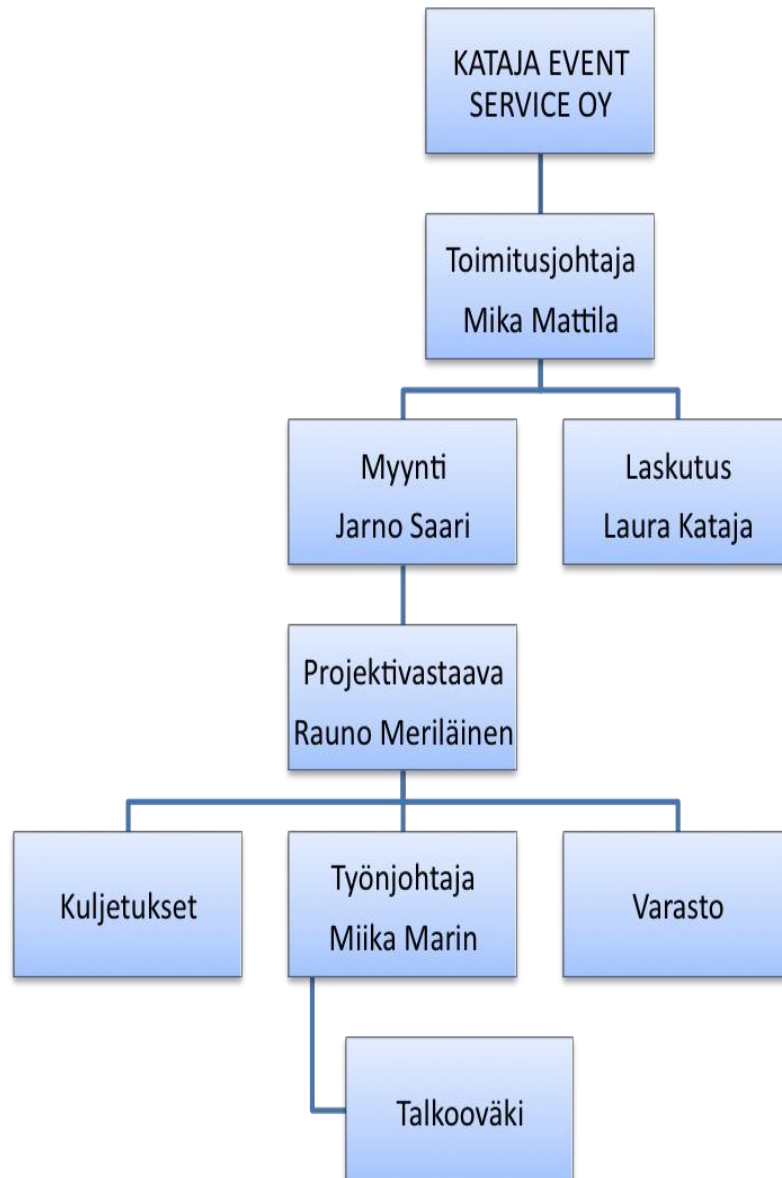 KATAJA EVENT
SERVICE OY
Toimitusjohtaja
Mika Mattila
Myynti
Jarno Saari
Laskutus
Laura Kataja
Projektivastaava
Rauno Meriläinen
Kuljetukset
Työnjohtaja
Miika Marin
Varasto
Talkooväki